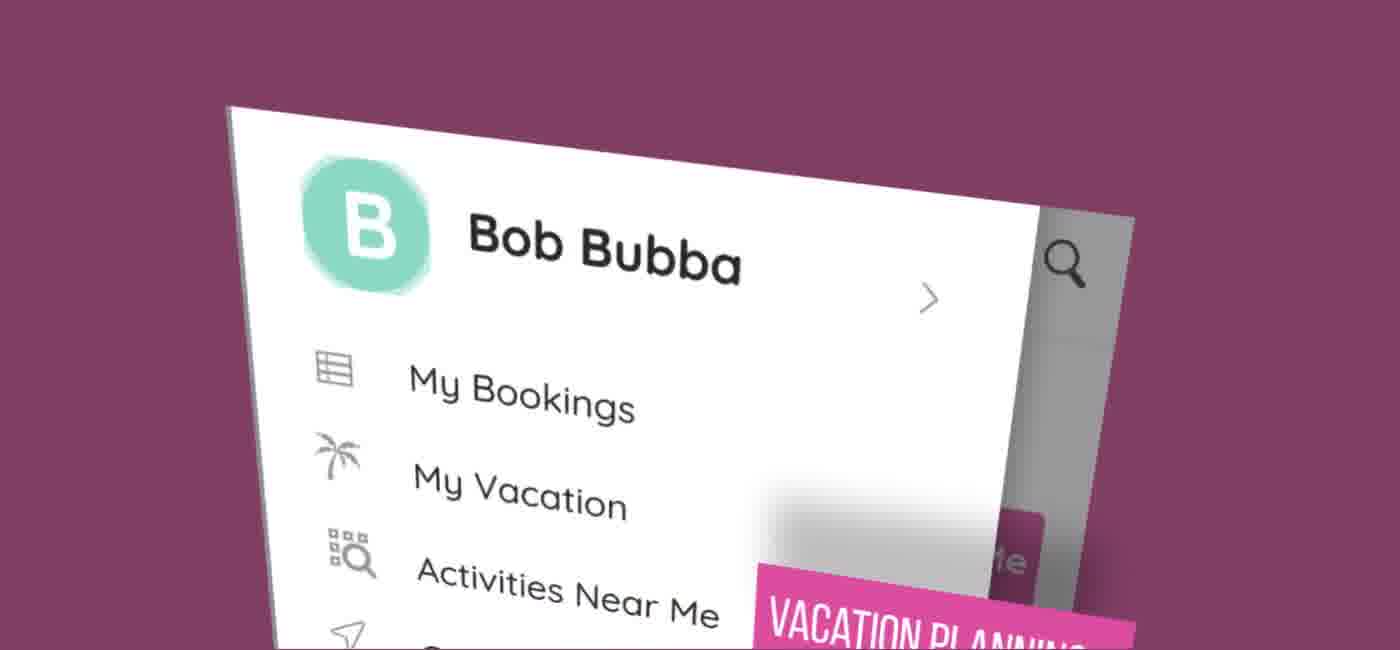 B
Bob Bubba
My Bookings
My Vacation
Activities Near Me
VACATION PLANNING